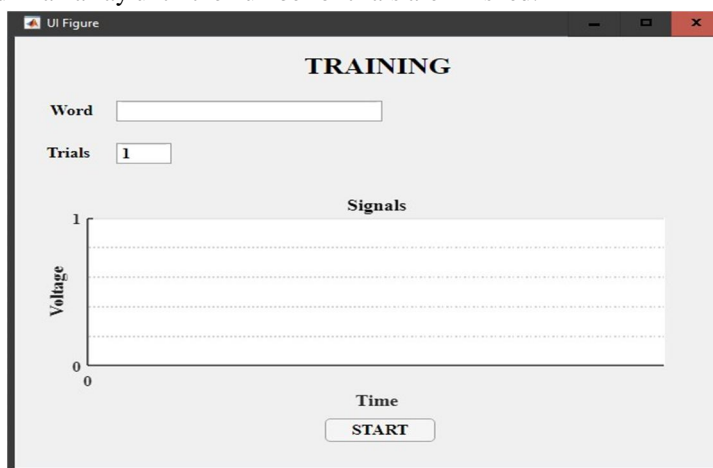 UI Figure
TRAINING
Word
Trials 1
Signals
1
Voltage
0
0
Time
START